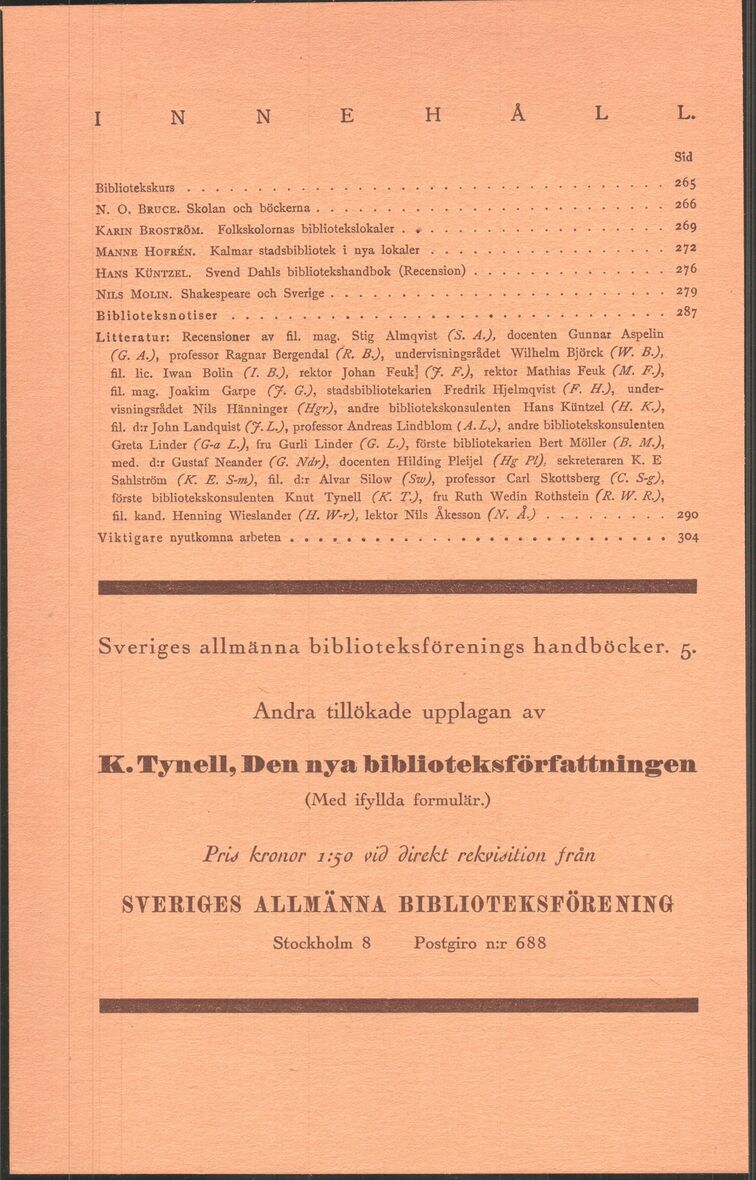 INNEHÅLL.
Sid
Bibliotekskurs . . . . . . . . . . . . . . . . . . . . 265
N. O. BRUCE. Skolan och böckerna . . . . . . . . . . . . . . . 266
KARIN BROSTRÖM. Folkskolornas bibliotekslokaler . . . . . . . . . . . . 269
MANNE HOFRÉN. Kalmar stadsbibliotek i nya lokaler . . . . . . . . . . . 272
HANS KÜNTZEL. Svend Dahls bibliotekshandbok (Recension) . . . . . . . . . 276
NILS MOLIN. Shakespeare och Sverige . . . . . . . . . . . . . . . 279
Biblioteksnotiser . . . . . . . . . . . . . . . . . . . 287
Litteratur: Recensioner av fil. mag. Stig Almqvist (S. A.), docenten Gunnar Aspelin
(G. A.), professor Ragnar Bergendal (R. B.), undervisningsrådet Wilhelm Björck (W. B.),
fil. lic. Iwan Bolin (I. B.), rektor Johan Feuk] (J. F.), rektor Mathias Feuk (M. F.),
fil. mag. Joakim Garpe (J. G.), stadsbibliotekarien Fredrik Hjelmqvist (F. H.), under-
visningsrådet Nils Hänninger (Hgr), andre bibliotekskonsulenten Hans Küntzel (H. K.),
fil. d:r John Landquist (J. L.), professor Andreas Lindblom (A. L.), andre bibliotekskonsulenten
Greta Linder (G-a L.), fru Gurli Linder (G. L.), förste bibliotekarien Bert Möller (B. M.),
med. d:r Gustaf Neander (G. Ndr), docenten Hilding Pleijel (Hg Pl), sekreteraren K. E
Sahlström (K. E. S-m), fil. d:r Alvar Silow (Sw), professor Carl Skottsberg (C. S-g),
förste bibliotekskonsulenten Knut Tynell (K. T.), fru Ruth Wedin Rothstein (R. W. R.),
fil. kand. Henning Wieslander (H. W-r), lektor Nils Åkesson (N. Å.) . . . . . . . 290
Viktigare nyutkomna arbeten . . . . . . . . . . . . . . . . . 304
Sveriges allmänna biblioteksförenings handböcker. 5.
Andra tillökade upplagan av
K. Tynell, Den nya biblioteksförfattningen
(Med ifyllda formulär.)
Pris kronor 1:50 vid direkt rekvisition från
SVERIGES ALLMÄNNA BIBLIOTEKSFÖRENING
Stockholm 8 Postgiro n:r 688